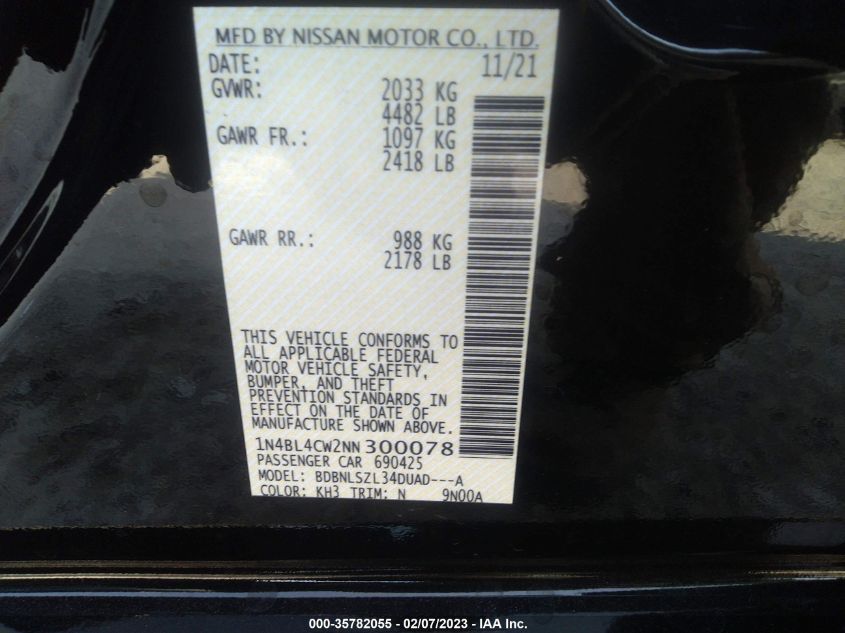 MFD BY NISSAN MOTOR CO., LTD.
DATE: 11/21
GVWR: 2033 KG
4482 LB
GAWR FR.: 1097 KG
2418 LB
GAWR RR.: 988 KG
2178 LB
THIS VEHICLE CONFORMS TO
ALL APPLICABLE FEDERAL
MOTOR VEHICLE SAFETY,
BUMPER, AND THEFT
PREVENTION STANDARDS IN
EFFECT ON THE DATE OF
MANUFACTURE SHOWN ABOVE.
1N4BL4CW2NN300078
PASSENGER CAR 690425
MODEL: BDBNLSZL34DUAD---A
COLOR: KH3 TRIM: N 9N00A
000-35782055 - 02/07/2023 - IAA Inc.